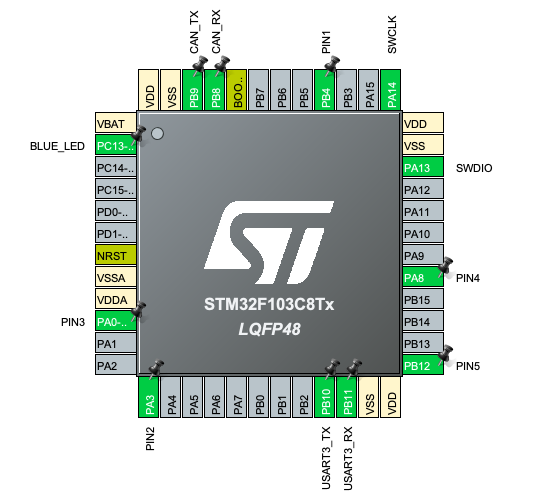 CAN_TX
CAN_RX
PIN1
SWCLK
VDD
VSS
PB9
PB8
BOO..
PB7
PB6
PB5
PB4
PB3
PA15
PA14
VBAT
VDD
BLUE_LED
PC13-..
VSS
PC14-..
PA13
SWDIO
PC15-..
PA12
PD0-..
PA11
PD1-..
PA10
NRST
PA9
VSSA
PA8
PIN4
VDDA
PB15
PIN3
PA0-..
PB14
PA1
PB13
PA2
PB12
PIN5
ST
STM32F103C8Tx
LQFP48
PA3
PA4
PA5
PA6
PA7
PB0
PB1
PB2
PB10
PB11
VSS
VDD
PIN2
USART3_TX
USART3_RX